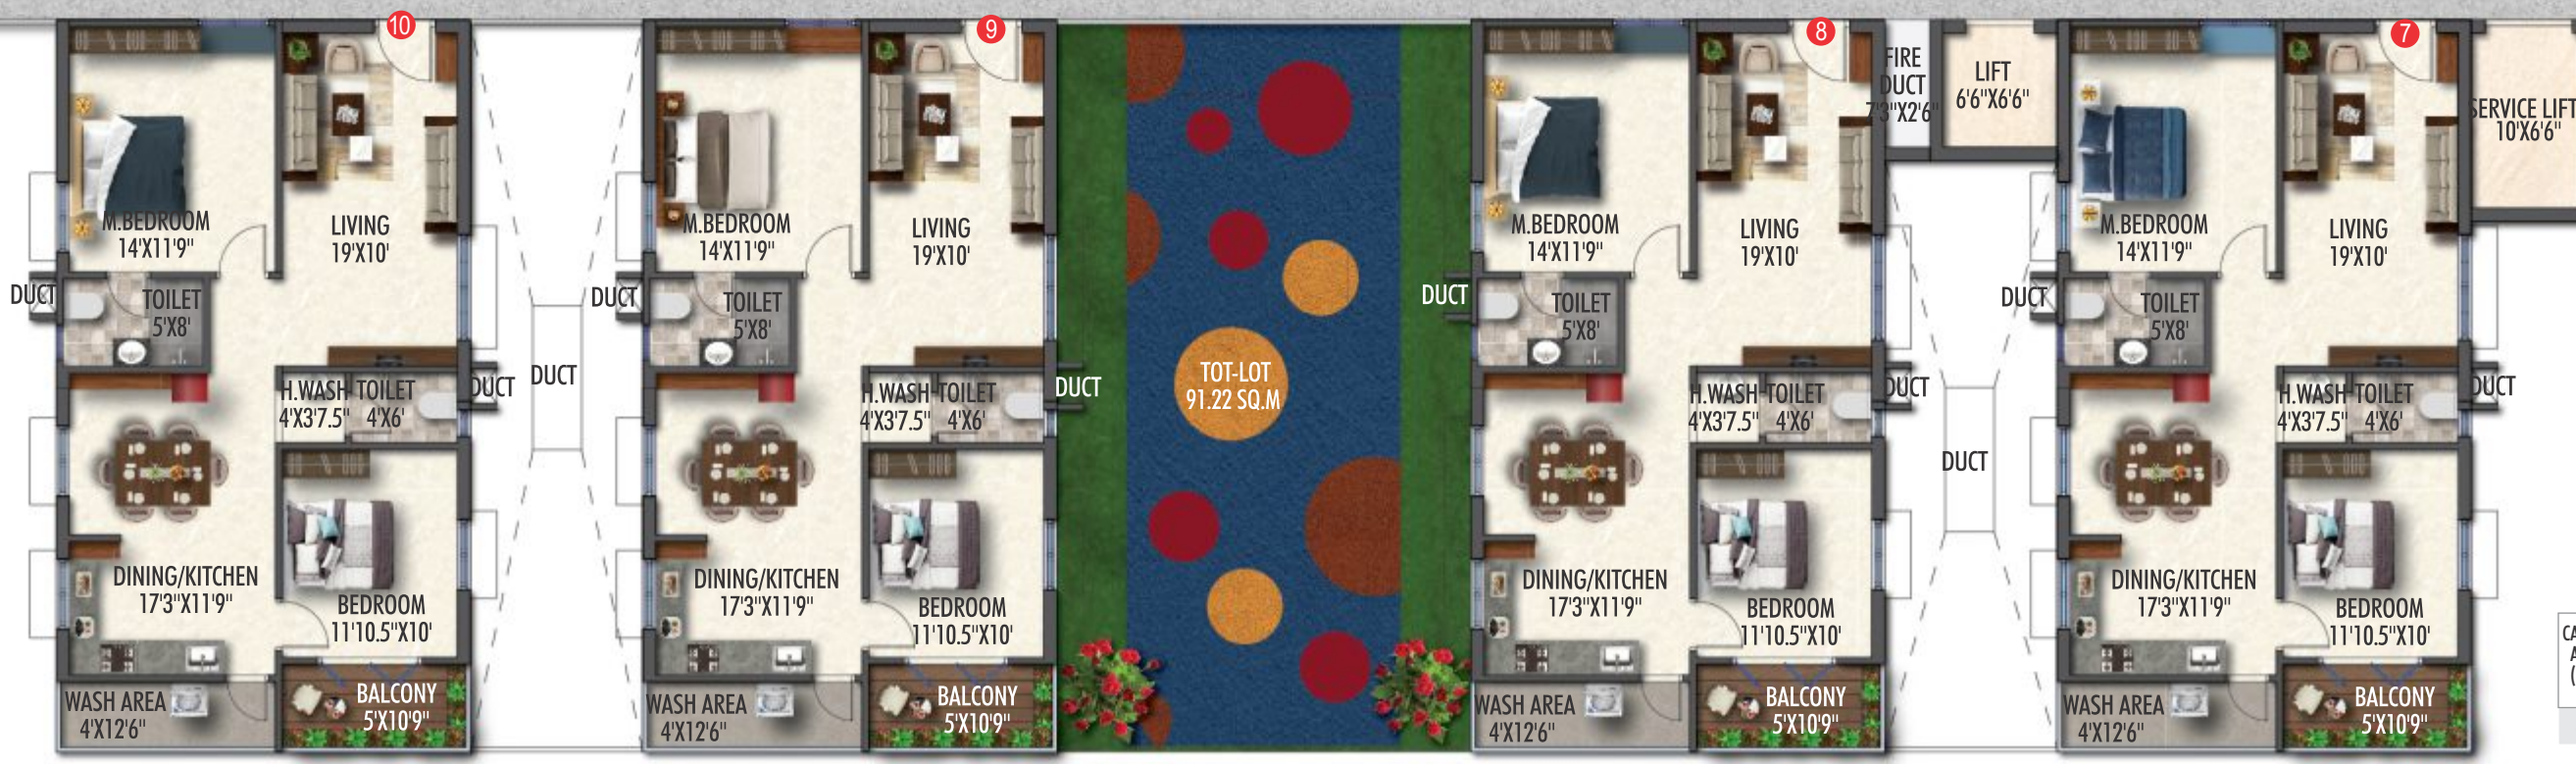 10
M.BEDROOM
14'X11'9"
LIVING
19'X10'
DUCT
TOILET
5'X8'
H.WASH
4'X3'7.5"
TOILET
4'X6'
DUCT
DINING/KITCHEN
17'3"X11'9"
BEDROOM
11'10.5"X10'
WASH AREA
4'X12'6"
BALCONY
5'X10'9"
DUCT
9
M.BEDROOM
14'X11'9"
LIVING
19'X10'
DUCT
TOILET
5'X8'
H.WASH
4'X3'7.5"
TOILET
4'X6'
DUCT
DINING/KITCHEN
17'3"X11'9"
BEDROOM
11'10.5"X10'
WASH AREA
4'X12'6"
BALCONY
5'X10'9"
TOT-LOT
91.22 SQ.M
8
M.BEDROOM
14'X11'9"
LIVING
19'X10'
DUCT
TOILET
5'X8'
H.WASH
4'X3'7.5"
TOILET
4'X6'
DUCT
DINING/KITCHEN
17'3"X11'9"
BEDROOM
11'10.5"X10'
WASH AREA
4'X12'6"
BALCONY
5'X10'9"
FIRE
DUCT
7'3"X2'6"
LIFT
6'6"X6'6"
DUCT
7
M.BEDROOM
14'X11'9"
LIVING
19'X10'
DUCT
TOILET
5'X8'
H.WASH
4'X3'7.5"
TOILET
4'X6'
DUCT
DINING/KITCHEN
17'3"X11'9"
BEDROOM
11'10.5"X10'
WASH AREA
4'X12'6"
BALCONY
5'X10'9"
SERVICE LIFT
10'X6'6"